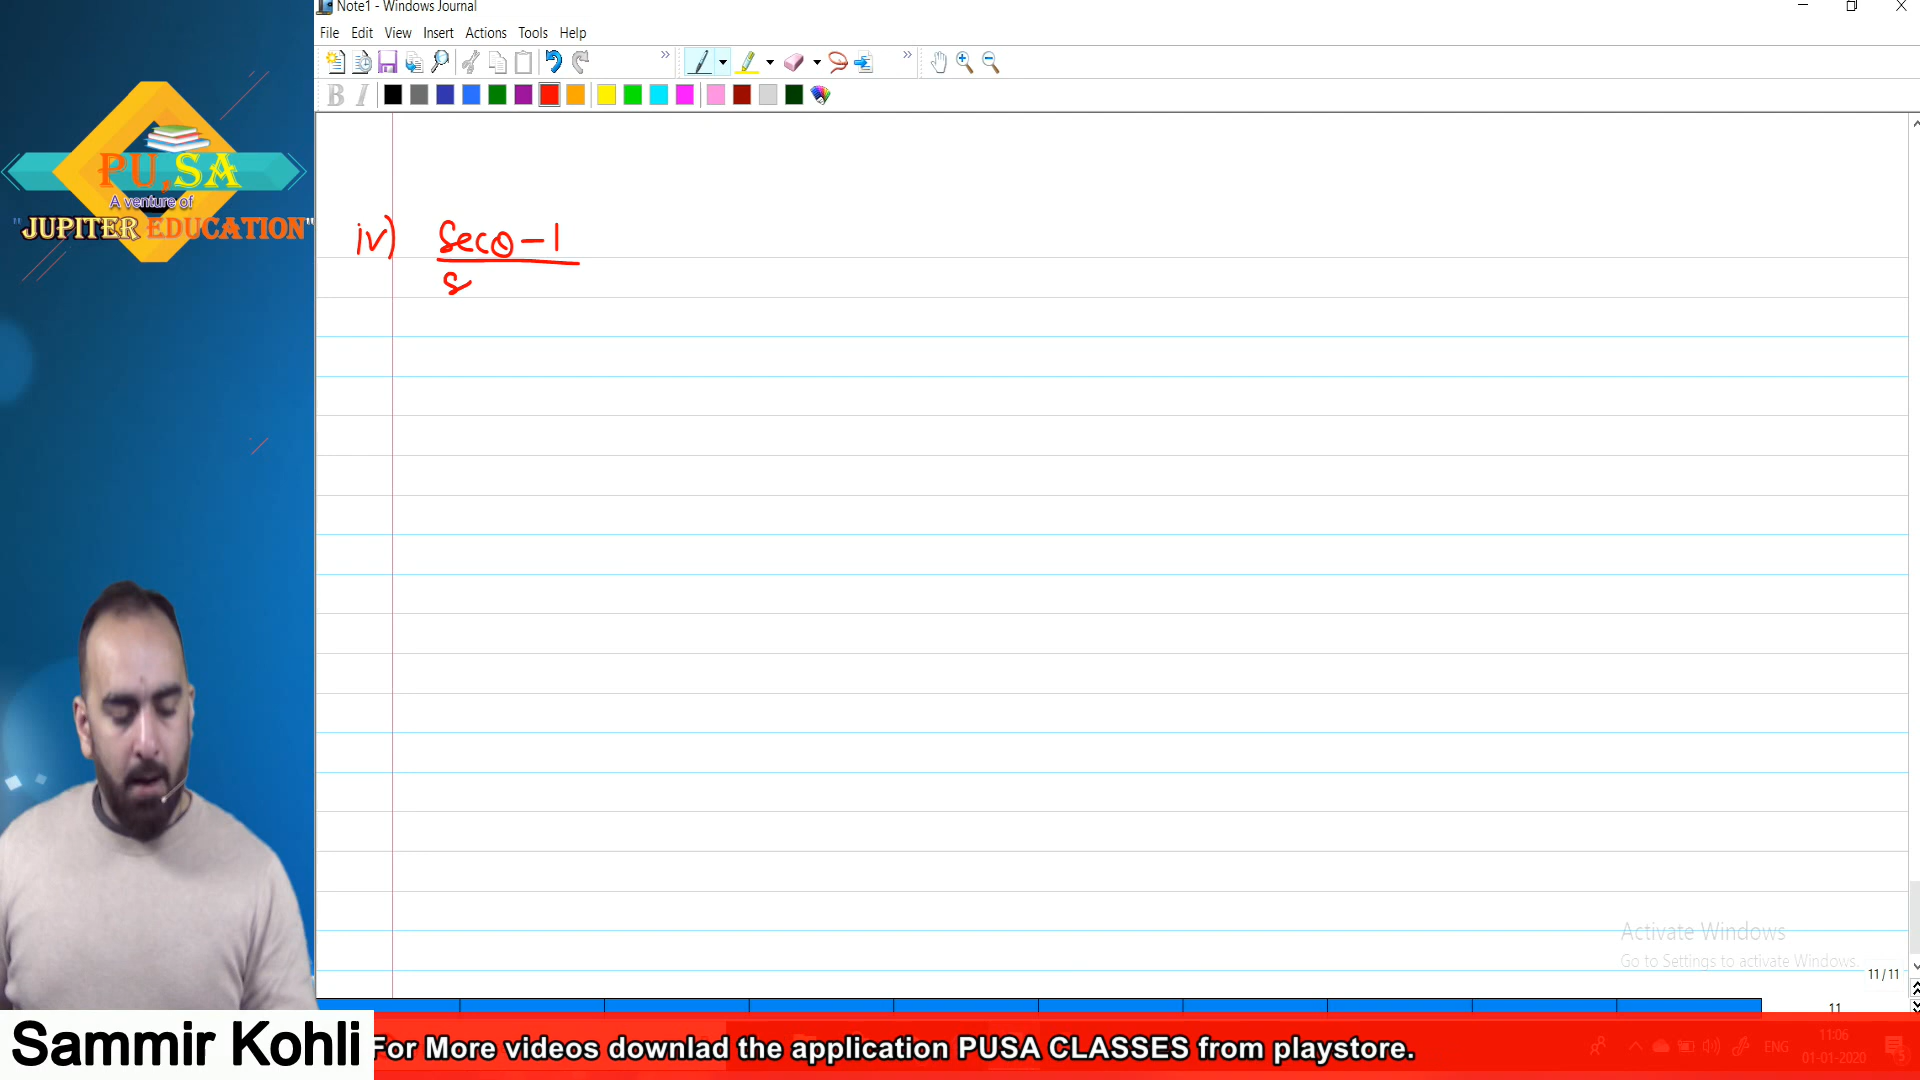 Note1 - Windows Journal
File Edit View Insert Actions Tools Help
B I
PU,SA
A venture of
"JUPITER EDUCATION"
iv) Secθ-1
s
Activate Windows
Go to Settings to activate Windows.
11/11
11
Sammir Kohli
For More videos downlad the application PUSA CLASSES from playstore.
ENG
11:06
01-01-2020
5